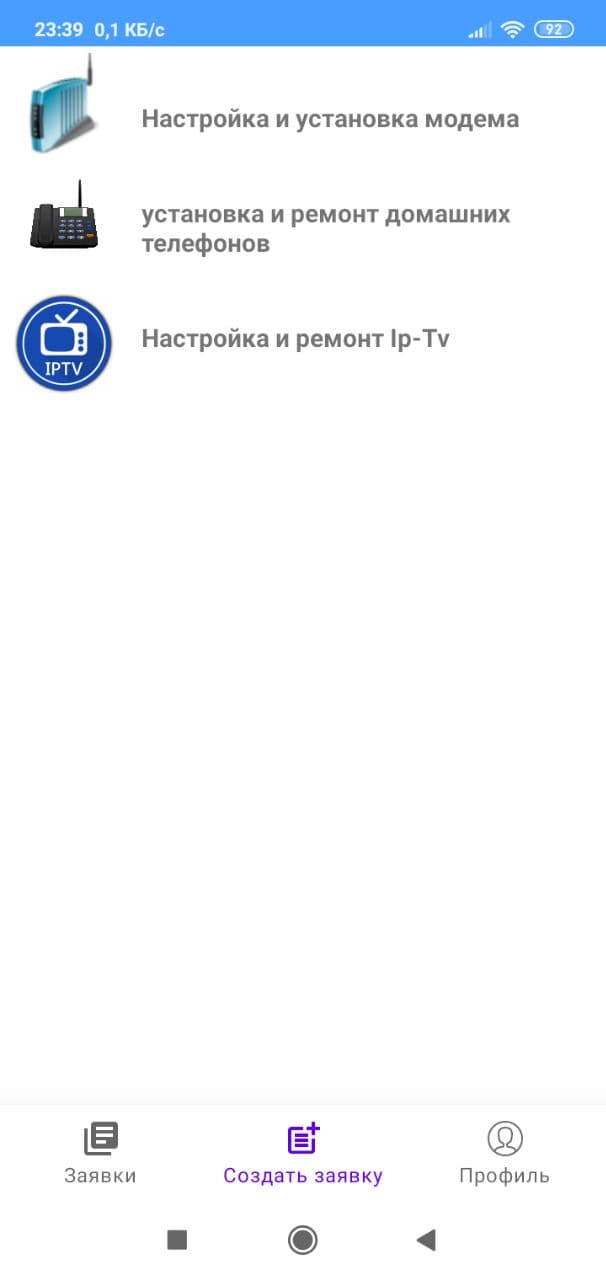 23:39 0,1 КБ/с
92
Настройка и установка модема
установка и ремонт домашних
телефонов
IPTV
Настройка и ремонт Ip-Tv
Заявки
Создать заявку
Профиль